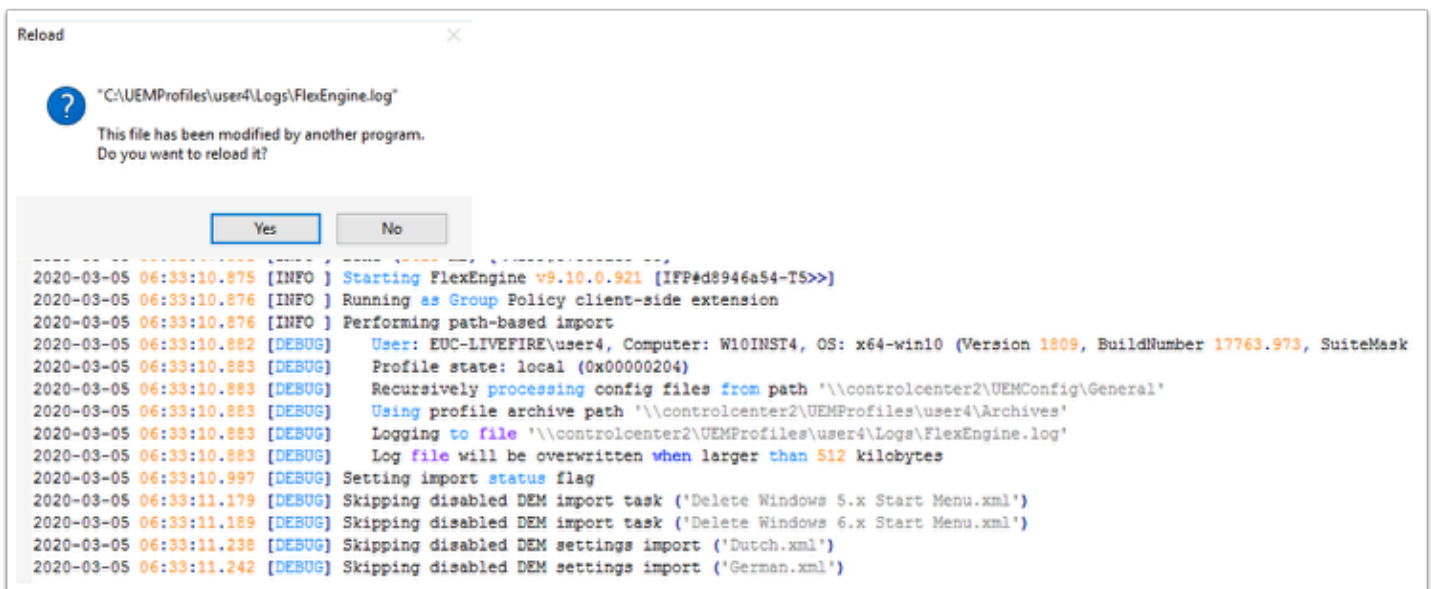 Reload
"C:\UEMProfiles\user4\Logs\FlexEngine.log"
This file has been modified by another program.
Do you want to reload it?
Yes No
2020-03-05 06:33:10.875 [INFO ] Starting FlexEngine v9.10.0.921 [IFP#d8946a54-T5>>]
2020-03-05 06:33:10.876 [INFO ] Running as Group Policy client-side extension
2020-03-05 06:33:10.876 [INFO ] Performing path-based import
2020-03-05 06:33:10.882 [DEBUG] User: EUC-LIVEFIRE\user4, Computer: W10INST4, OS: x64-win10 (Version 1809, BuildNumber 17763.973, SuiteMask
2020-03-05 06:33:10.883 [DEBUG] Profile state: local (0x00000204)
2020-03-05 06:33:10.883 [DEBUG] Recursively processing config files from path '\\controlcenter2\UEMConfig\General'
2020-03-05 06:33:10.883 [DEBUG] Using profile archive path '\\controlcenter2\UEMProfiles\user4\Archives'
2020-03-05 06:33:10.883 [DEBUG] Logging to file '\\controlcenter2\UEMProfiles\user4\Logs\FlexEngine.log'
2020-03-05 06:33:10.883 [DEBUG] Log file will be overwritten when larger than 512 kilobytes
2020-03-05 06:33:10.997 [DEBUG] Setting import status flag
2020-03-05 06:33:11.179 [DEBUG] Skipping disabled DEM import task ('Delete Windows 5.x Start Menu.xml')
2020-03-05 06:33:11.189 [DEBUG] Skipping disabled DEM import task ('Delete Windows 6.x Start Menu.xml')
2020-03-05 06:33:11.238 [DEBUG] Skipping disabled DEM settings import ('Dutch.xml')
2020-03-05 06:33:11.242 [DEBUG] Skipping disabled DEM settings import ('German.xml')